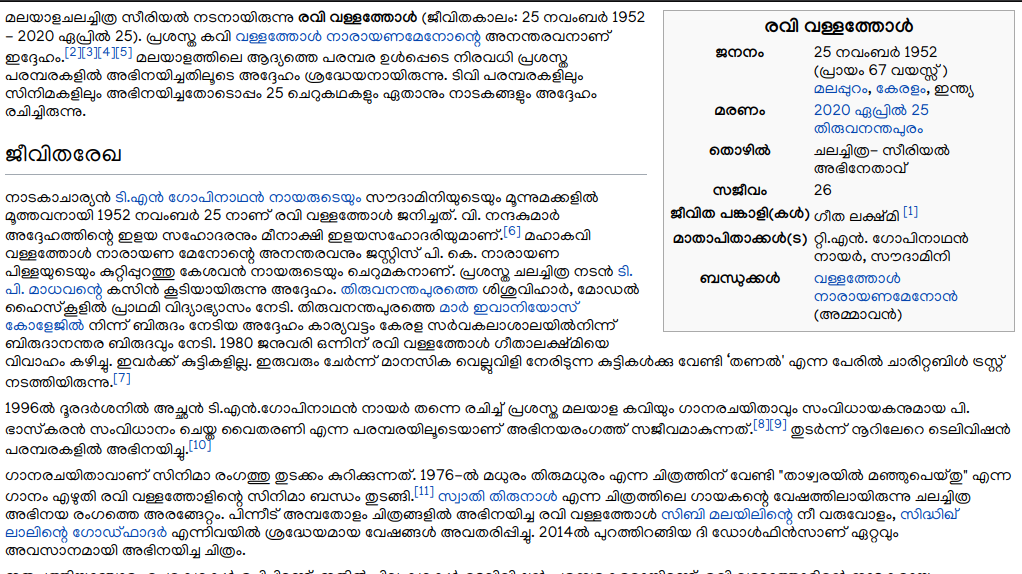 മലയാളചലച്ചിത്ര സീരിയൽ നടനായിരുന്നു രവി വള്ളത്തോൾ (ജീവിതകാലം: 25 നവംബർ 1952
– 2020 ഏപ്രിൽ 25). പ്രശസ്ത കവി വള്ളത്തോൾ നാരായണമേനോന്റെ അനന്തരവനാണ്
ഇദ്ദേഹം.[2][3][4][5] മലയാളത്തിലെ ആദ്യത്തെ പരമ്പര ഉൾപ്പെടെ നിരവധി പ്രശസ്ത
പരമ്പരകളിൽ അഭിനയിച്ചതിലൂടെ അദ്ദേഹം ശ്രദ്ധേയനായിരുന്നു. ടിവി പരമ്പരകളിലും
സിനിമകളിലും അഭിനയിച്ചതോടൊപ്പം 25 ചെറുകഥകളും ഏതാനും നാടകങ്ങളും അദ്ദേഹം
രചിച്ചിരുന്നു.
രവി വള്ളത്തോൾ
ജനനം 25 നവംബർ 1952
(പ്രായം 67 വയസ്സ്)
മലപ്പുറം, കേരളം, ഇന്ത്യ
മരണം 2020 ഏപ്രിൽ 25
തിരുവനന്തപുരം
തൊഴിൽ ചലച്ചിത്ര– സീരിയൽ
അഭിനേതാവ്
സജീവം 26
ജീവിത പങ്കാളി(കൾ) ഗീത ലക്ഷ്മി [1]
മാതാപിതാക്കൾ(ട) റ്റി.എൻ. ഗോപിനാഥൻ
നായർ, സൗദാമിനി
ബന്ധുക്കൾ വള്ളത്തോൾ
നാരായണമേനോൻ
(അമ്മാവൻ)
ജീവിതരേഖ
നാടകാചാര്യൻ ടി.എൻ ഗോപിനാഥൻ നായരുടെയും സൗദാമിനിയുടെയും മൂന്നുമക്കളിൽ
മൂത്തവനായി 1952 നവംബർ 25 നാണ് രവി വള്ളത്തോൾ ജനിച്ചത്. വി. നന്ദകുമാർ
അദ്ദേഹത്തിന്റെ ഇളയ സഹോദരനും മീനാക്ഷി ഇളയസഹോദരിയുമാണ്.[6] മഹാകവി
വള്ളത്തോൾ നാരായണ മേനോന്റെ അനന്തരവനും ജസ്റ്റിസ് പി. കെ. നാരായണ
പിള്ളയുടെയും കുറ്റിപ്പുറത്തു കേശവൻ നായരുടെയും ചെറുമകനാണ്. പ്രശസ്ത ചലച്ചിത്ര നടൻ ടി.
പി. മാധവന്റെ കസിൻ കൂടിയായിരുന്നു അദ്ദേഹം. തിരുവനന്തപുരത്തെ ശിശുവിഹാർ, മോഡൽ
ഹൈസ്കൂളിൽ പ്രാഥമി വിദ്യാഭ്യാസം നേടി. തിരുവനന്തപുരത്തെ മാർ ഇവാനിയോസ്
കോളെജിൽ നിന്ന് ബിരുദം നേടിയ അദ്ദേഹം കാര്യവട്ടം കേരള സർവകലാശാലയിൽനിന്ന്
ബിരുദാനന്തര ബിരുദവും നേടി. 1980 ജനുവരി ഒന്നിന് രവി വള്ളത്തോൾ ഗീതാലക്ഷ്മിയെ
വിവാഹം കഴിച്ചു. ഇവർക്ക് കുട്ടികളില്ല. ഇരുവരും ചേർന്ന് മാനസിക വെല്ലുവിളി നേരിടുന്ന കുട്ടികൾക്കു വേണ്ടി 'തണൽ' എന്ന പേരിൽ ചാരിറ്റബിൾ ട്രസ്റ്റ്
നടത്തിയിരുന്നു.[7]
1996ൽ ദൂരദർശനിൽ അച്ഛൻ ടി.എൻ.ഗോപിനാഥൻ നായർ തന്നെ രചിച്ച് പ്രശസ്ത മലയാള കവിയും ഗാനരചയിതാവും സംവിധായകനുമായ പി.
ഭാസ്കരൻ സംവിധാനം ചെയ്ത വൈതരണി എന്ന പരമ്പരയിലൂടെയാണ് അഭിനയരംഗത്ത് സജീവമാകുന്നത്.[8][9] തുടർന്ന് നൂറിലേറെ ടെലിവിഷൻ
പരമ്പരകളിൽ അഭിനയിച്ചു.[10]
ഗാനരചയിതാവാണ് സിനിമാ രംഗത്തു തുടക്കം കുറിക്കുന്നത്. 1976–ൽ മധുരം തിരുമധുരം എന്ന ചിത്രത്തിന് വേണ്ടി "താഴ്വരയിൽ മഞ്ഞുപെയ്തു" എന്ന
ഗാനം എഴുതി രവി വള്ളത്തോളിന്റെ സിനിമാ ബന്ധം തുടങ്ങി.[11] സ്വാതി തിരുനാൾ എന്ന ചിത്രത്തിലെ ഗായകന്റെ വേഷത്തിലായിരുന്നു ചലച്ചിത്ര
അഭിനയ രംഗത്തെ അരങ്ങേറ്റം. പിന്നീട് അമ്പതോളം ചിത്രങ്ങളിൽ അഭിനയിച്ച രവി വള്ളത്തോൾ സിബി മലയിലിന്റെ നീ വരുവോളം, സിദ്ധിഖ്
ലാലിന്റെ ഗോഡ്ഫാദർ എന്നിവയിൽ ശ്രദ്ധേയമായ വേഷങ്ങൾ അവതരിപ്പിച്ചു. 2014ൽ പുറത്തിറങ്ങിയ ദി ഡോൾഫിൻസാണ് ഏറ്റവും
അവസാനമായി അഭിനയിച്ച ചിത്രം.